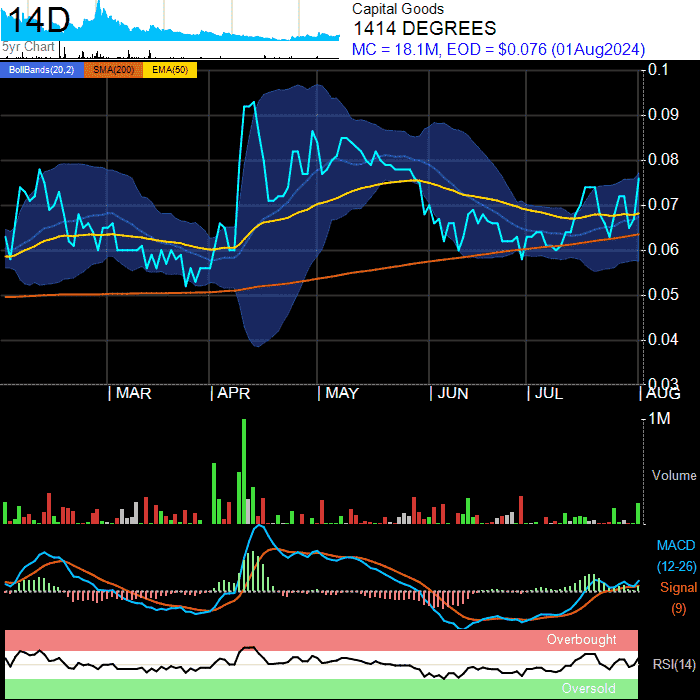 14D
5yr Chart
Capital Goods
1414 DEGREES
MC = 18.1M, EOD = $0.076 (01Aug2024)
BollBands(20,2) SMA(200) EMA(50)
0.1
0.09
0.08
0.07
0.06
0.05
0.04
0.03
MAR APR MAY JUN JUL AUG
1M
Volume
MACD
(12-26)
Signal
(9)
Overbought
RSI(14)
Oversold